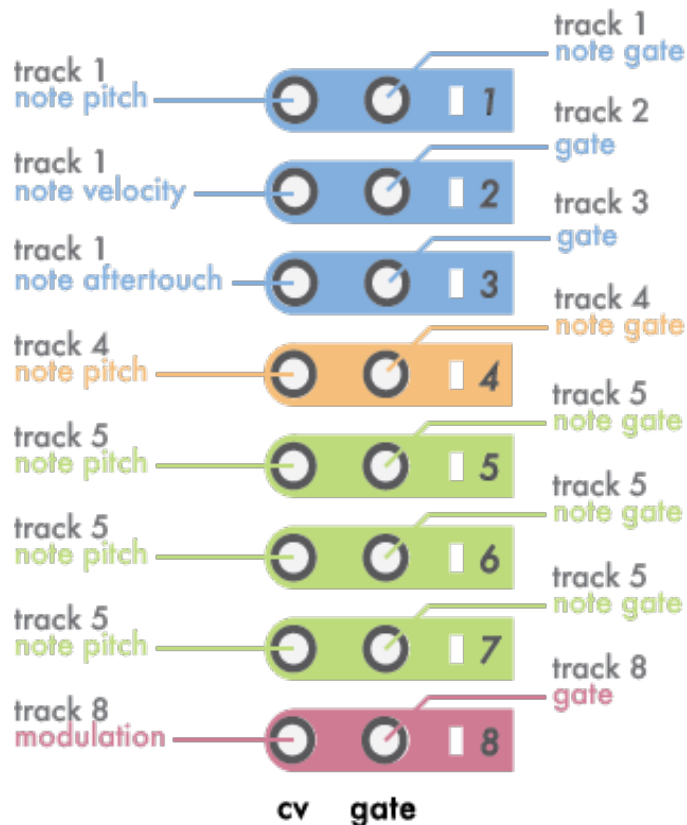 track 1
note gate
track 1
note pitch
1
track 2
gate
track 1
note velocity
2
track 3
gate
track 1
note aftertouch
3
track 4
note gate
track 4
note pitch
4
track 5
note gate
track 5
note pitch
5
track 5
note gate
track 5
note pitch
6
track 5
note gate
track 5
note pitch
7
track 8
gate
track 8
modulation
8
cv gate